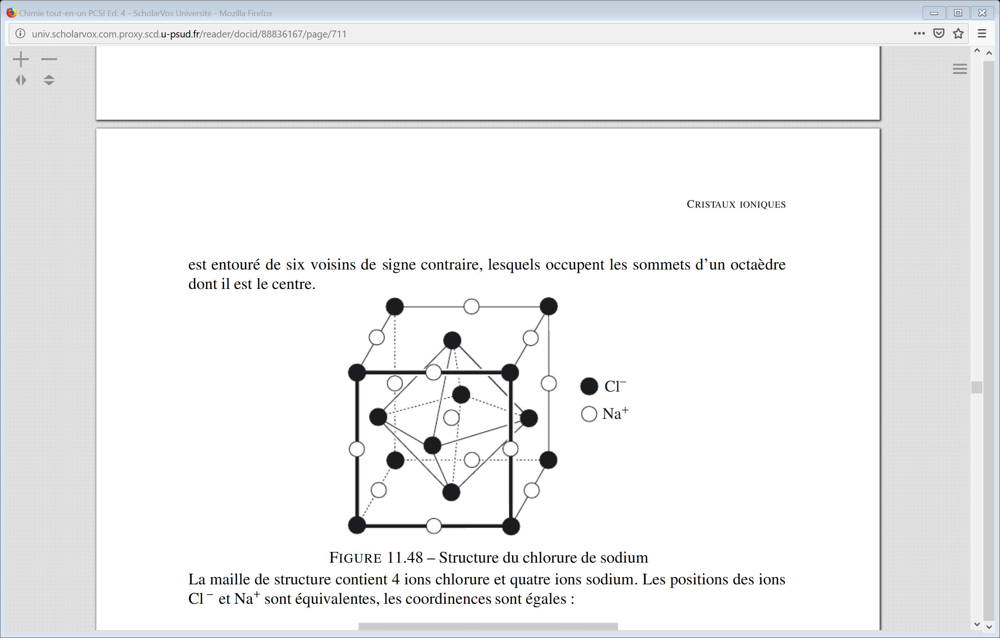 Chimie tout-en-un PCSI Ed. 4 - ScholarVox Université - Mozilla Firefox
univ.scholarvox.com.proxy.scd.u-psud.fr/reader/docid/88836167/page/711
CRISTAUX IONIQUES
est entouré de six voisins de signe contraire, lesquels occupent les sommets d'un octaèdre
dont il est le centre.
Cl⁻
Na⁺
FIGURE 11.48 – Structure du chlorure de sodium
La maille de structure contient 4 ions chlorure et quatre ions sodium. Les positions des ions
Cl⁻ et Na⁺ sont équivalentes, les coordinences sont égales :